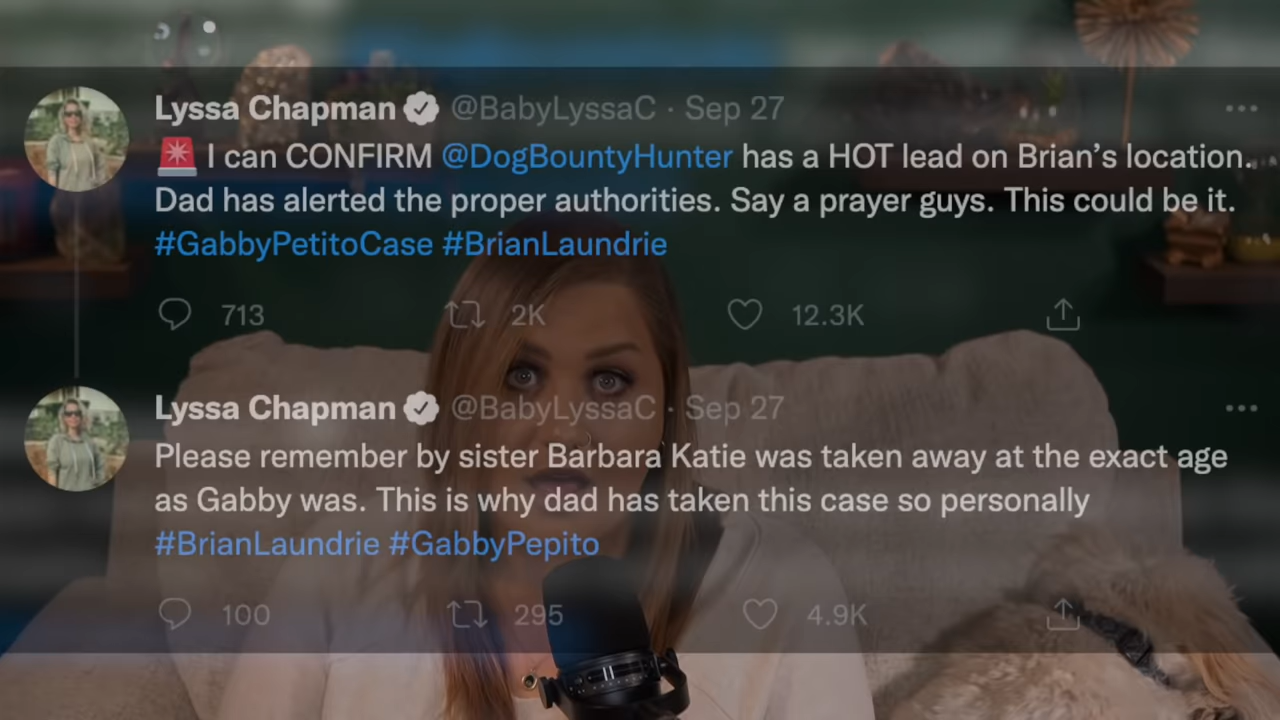 Lyssa Chapman @BabyLyssaC · Sep 27
🚨 I can CONFIRM @DogBountyHunter has a HOT lead on Brian’s location.
Dad has alerted the proper authorities. Say a prayer guys. This could be it.
#GabbyPetitoCase #BrianLaundrie
713 2K 12.3K
Lyssa Chapman @BabyLyssaC · Sep 27
Please remember by sister Barbara Katie was taken away at the exact age
as Gabby was. This is why dad has taken this case so personally
#BrianLaundrie #GabbyPepito
100 295 4.9K